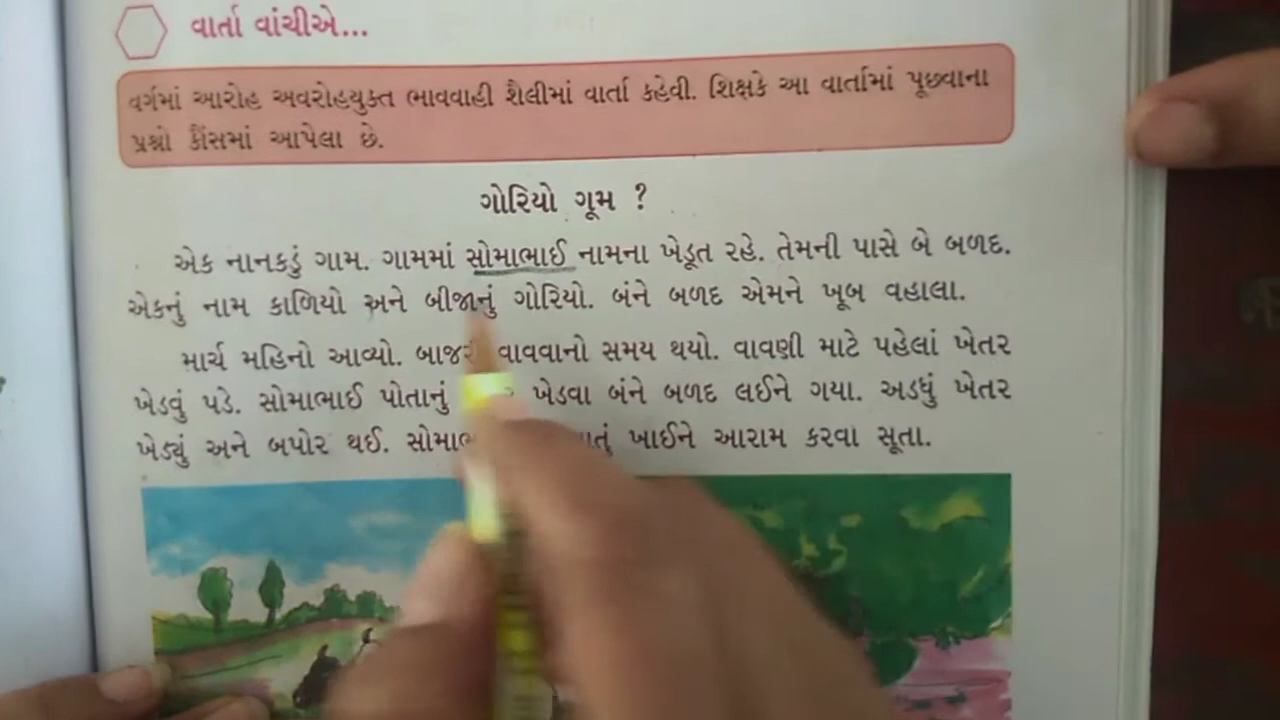 વાર્તા વાંચીએ...
વર્ગમાં આરોહ અવરોહયુક્ત ભાવવાહી શૈલીમાં વાર્તા કહેવી. શિક્ષકે આ વાર્તામાં પૂછવાના
પ્રશ્નો કૌંસમાં આપેલા છે.
ગોરિયો ગૂમ ?
એક નાનકડું ગામ. ગામમાં સોમાભાઈ નામના ખેડૂત રહે. તેમની પાસે બે બળદ.
એકનું નામ કાળિયો અને બીજાનું ગોરિયો. બંને બળદ એમને ખૂબ વહાલા.
માર્ચ મહિનો આવ્યો. વાવવાનો સમય થયો. વાવણી માટે પહેલાં ખેતર
ખેડવું પડે. સોમાભાઈ પોતાનું ખેડવા બંને બળદ લઈને ગયા. અડધું ખેતર
ખેડ્યું અને બપોર થઈ. ખાઈને આરામ કરવા સૂતા.